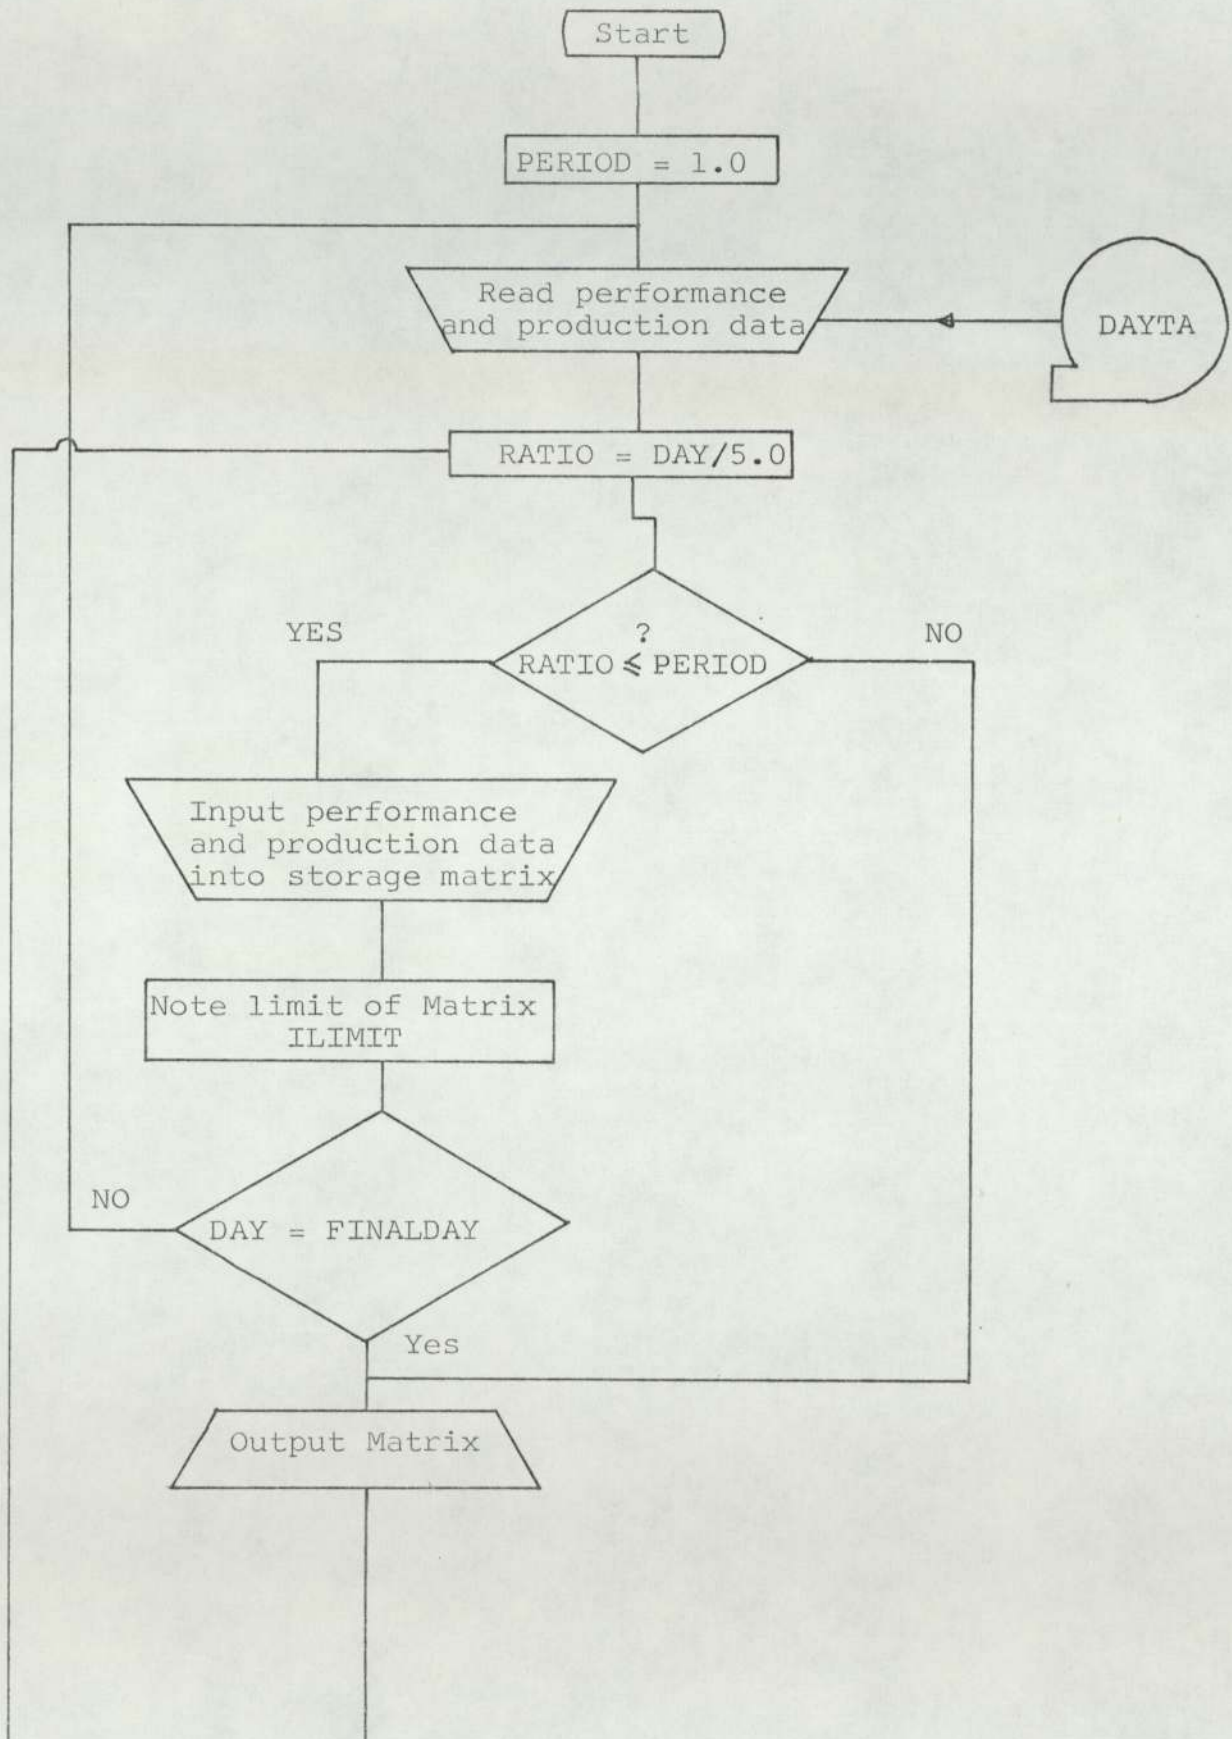 Start
PERIOD = 1.0
Read performance
and production data
DAYTA
RATIO = DAY/5.0
YES
?
NO
RATIO ⩽ PERIOD
Input performance
and production data
into storage matrix
Note limit of Matrix
ILIMIT
NO
DAY = FINALDAY
Yes
Output Matrix